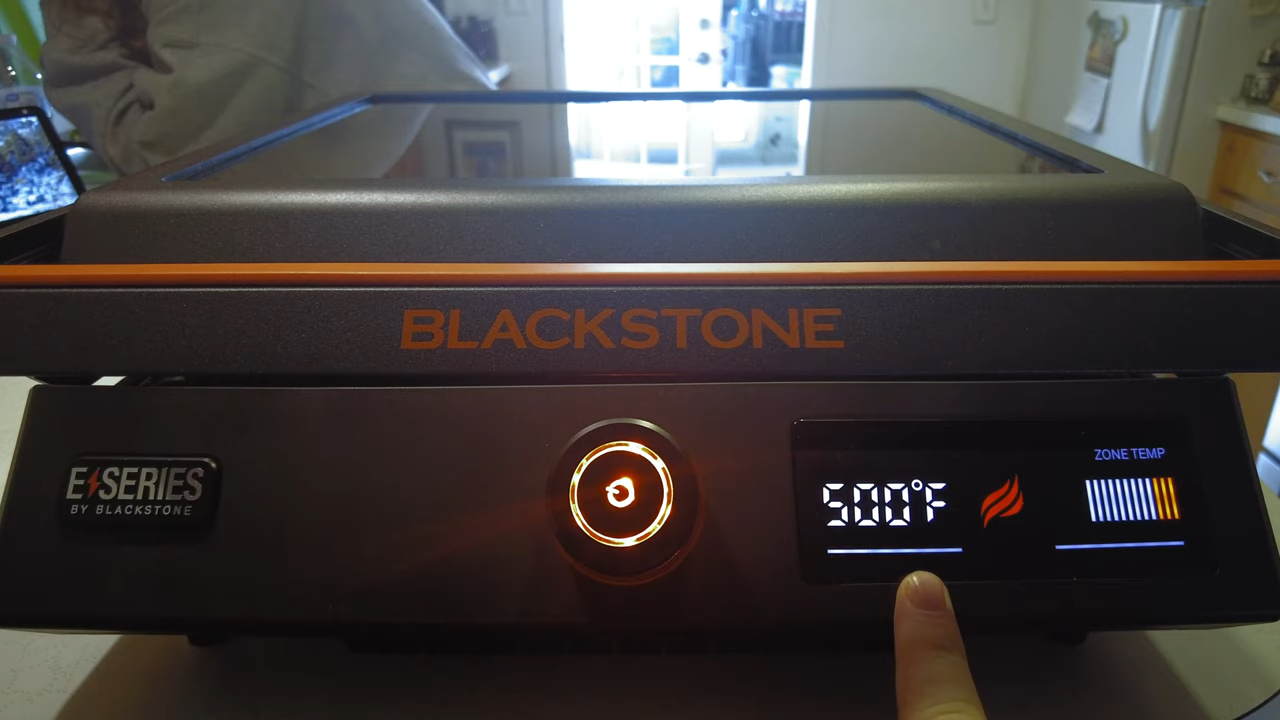 BLACKSTONE
E SERIES
BY BLACKSTONE
500°F
ZONE TEMP